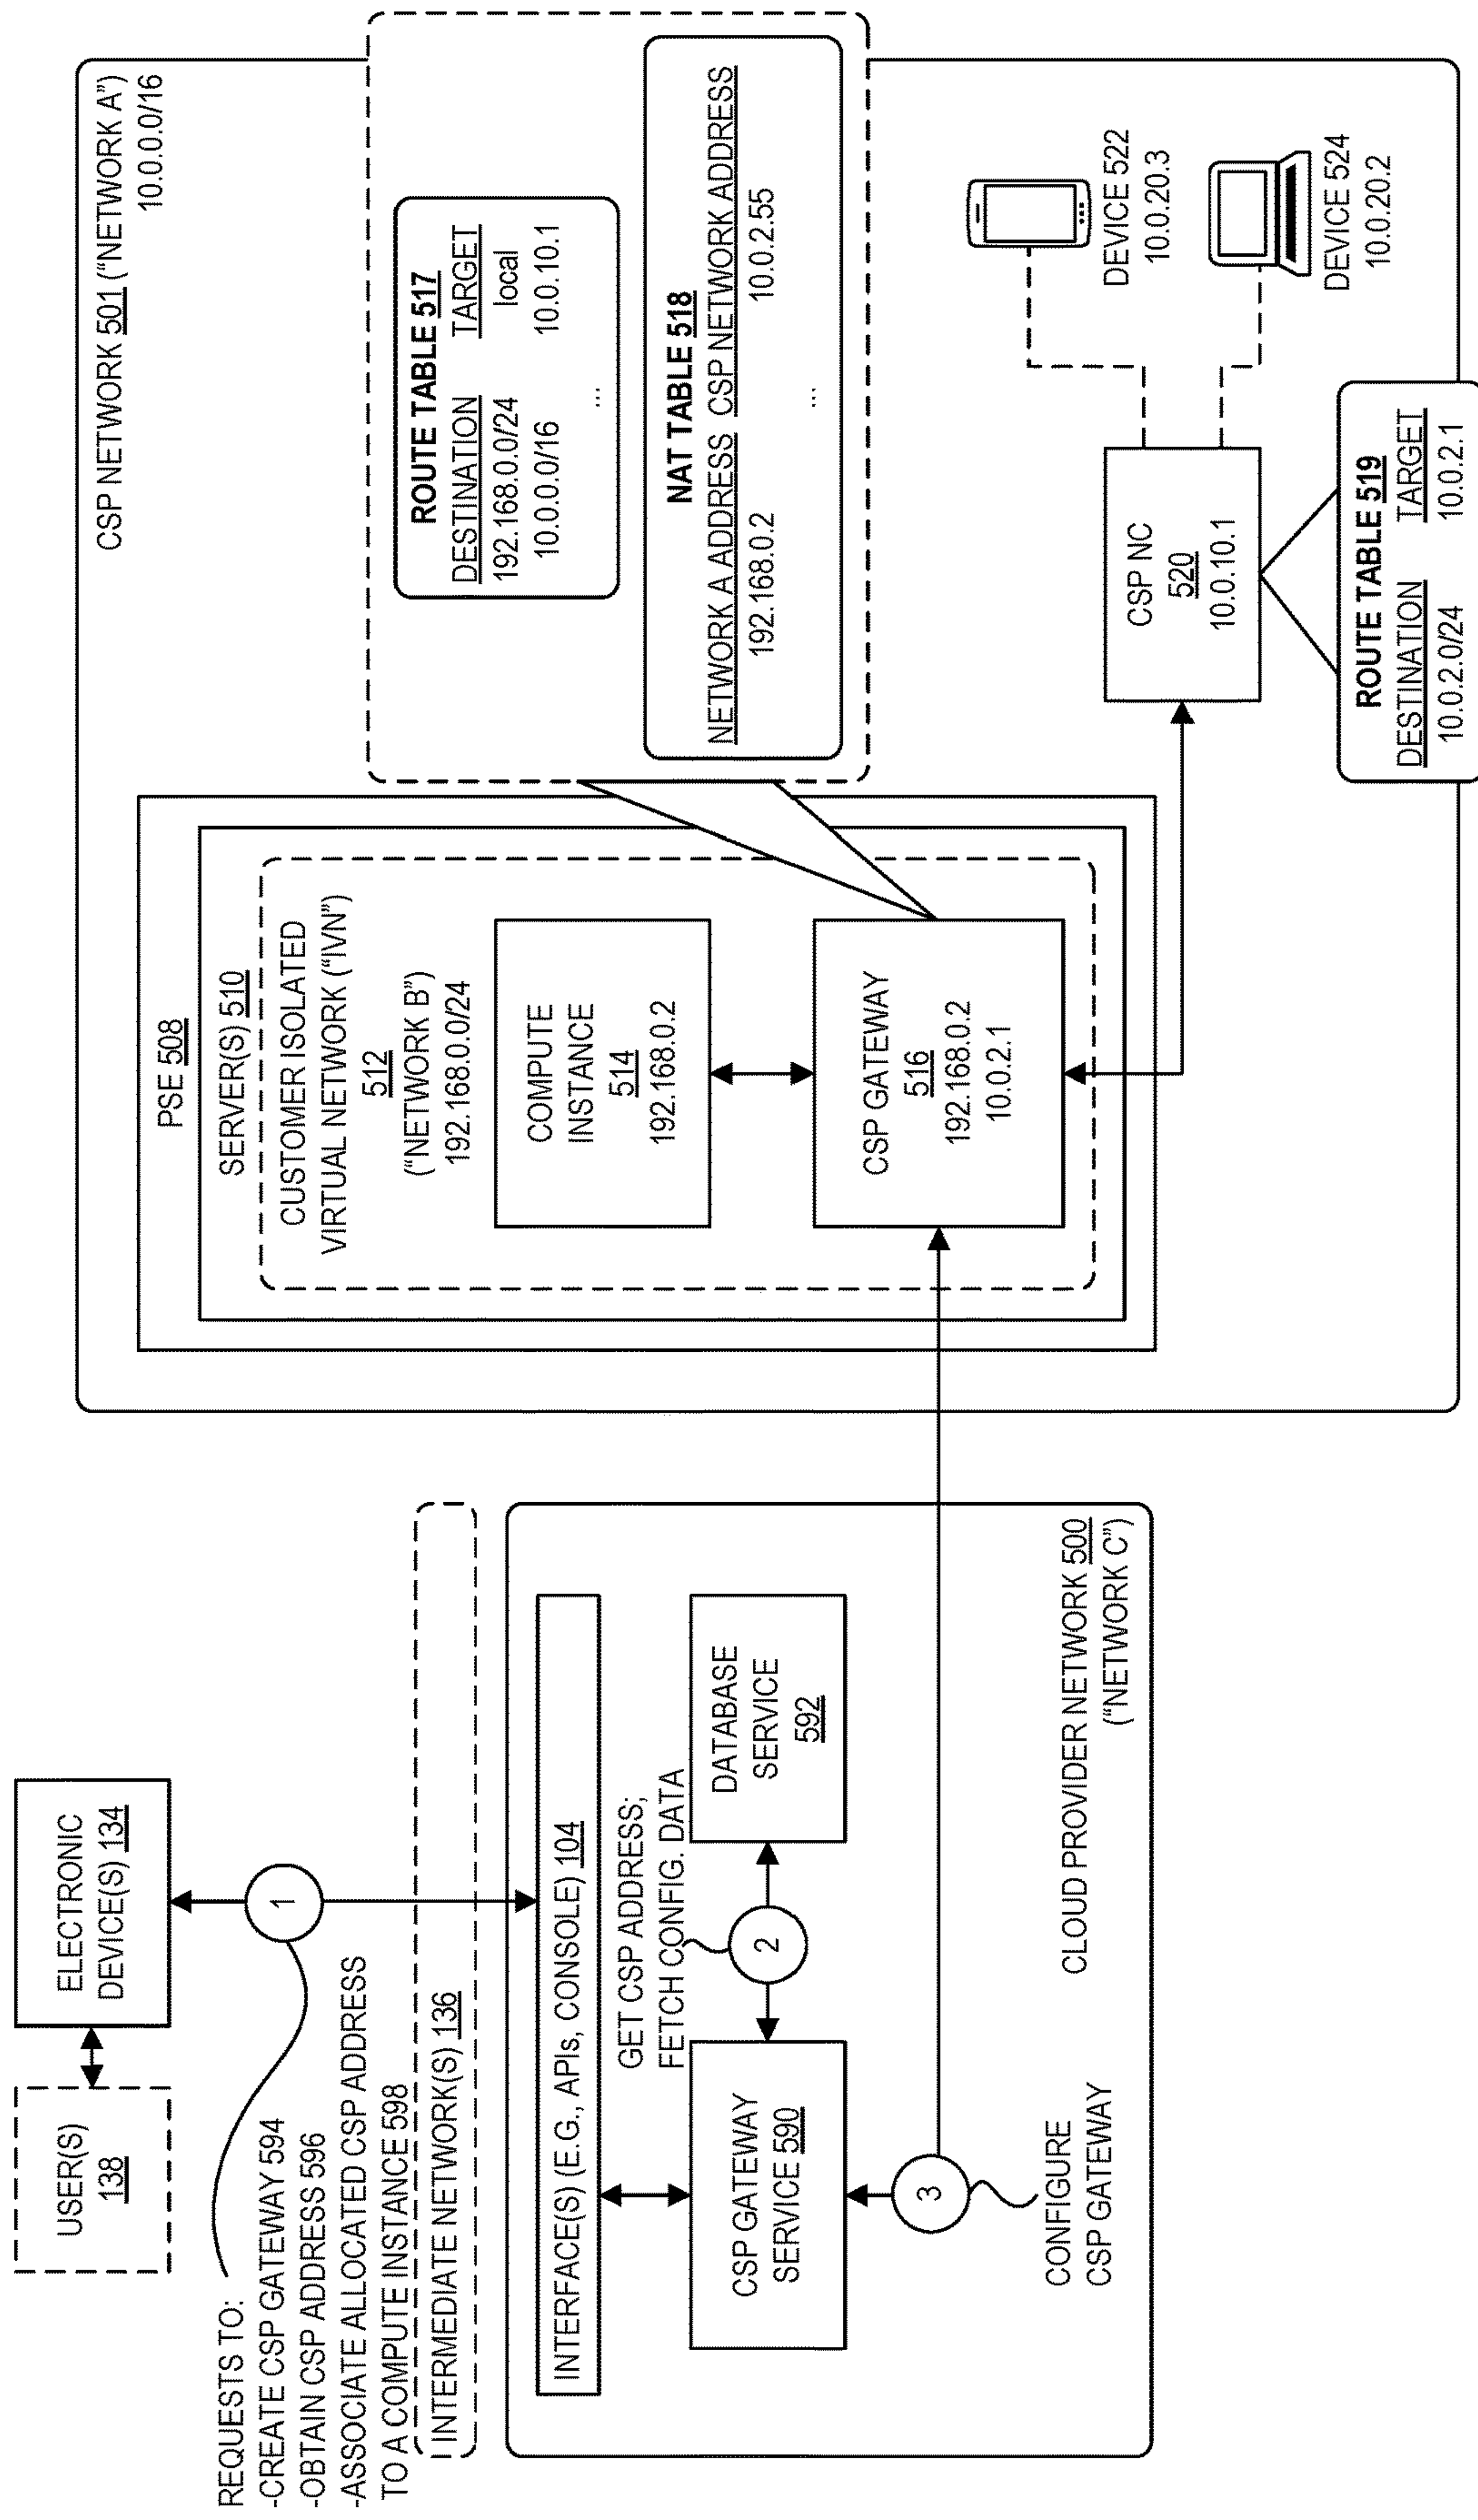 USER(S)
138
ELECTRONIC
DEVICE(S) 134
REQUESTS TO:
-CREATE CSP GATEWAY 594
-OBTAIN CSP ADDRESS 596
-ASSOCIATE ALLOCATED CSP ADDRESS
TO A COMPUTE INSTANCE 598
1
INTERMEDIATE NETWORK(S) 136
INTERFACE(S) (E.G., APIs, CONSOLE) 104
GET CSP ADDRESS;
FETCH CONFIG. DATA
2
CSP GATEWAY
SERVICE 590
DATABASE
SERVICE
592
3
CONFIGURE
CSP GATEWAY
CLOUD PROVIDER NETWORK 500
("NETWORK C")
CSP NETWORK 501 ("NETWORK A")
10.0.0.0/16
PSE 508
SERVER(S) 510
CUSTOMER ISOLATED
VIRTUAL NETWORK ("IVN")
512
("NETWORK B")
192.168.0.0/24
COMPUTE
INSTANCE
514
192.168.0.2
CSP GATEWAY
516
192.168.0.2
10.0.2.1
ROUTE TABLE 517
DESTINATION TARGET
192.168.0.0/24 local
10.0.0.0/16 10.0.10.1
...
NAT TABLE 518
NETWORK A ADDRESS CSP NETWORK ADDRESS
192.168.0.2 10.0.2.55
...
CSP NC
520
10.0.10.1
DEVICE 522
10.0.20.3
DEVICE 524
10.0.20.2
ROUTE TABLE 519
DESTINATION TARGET
10.0.2.0/24 10.0.2.1